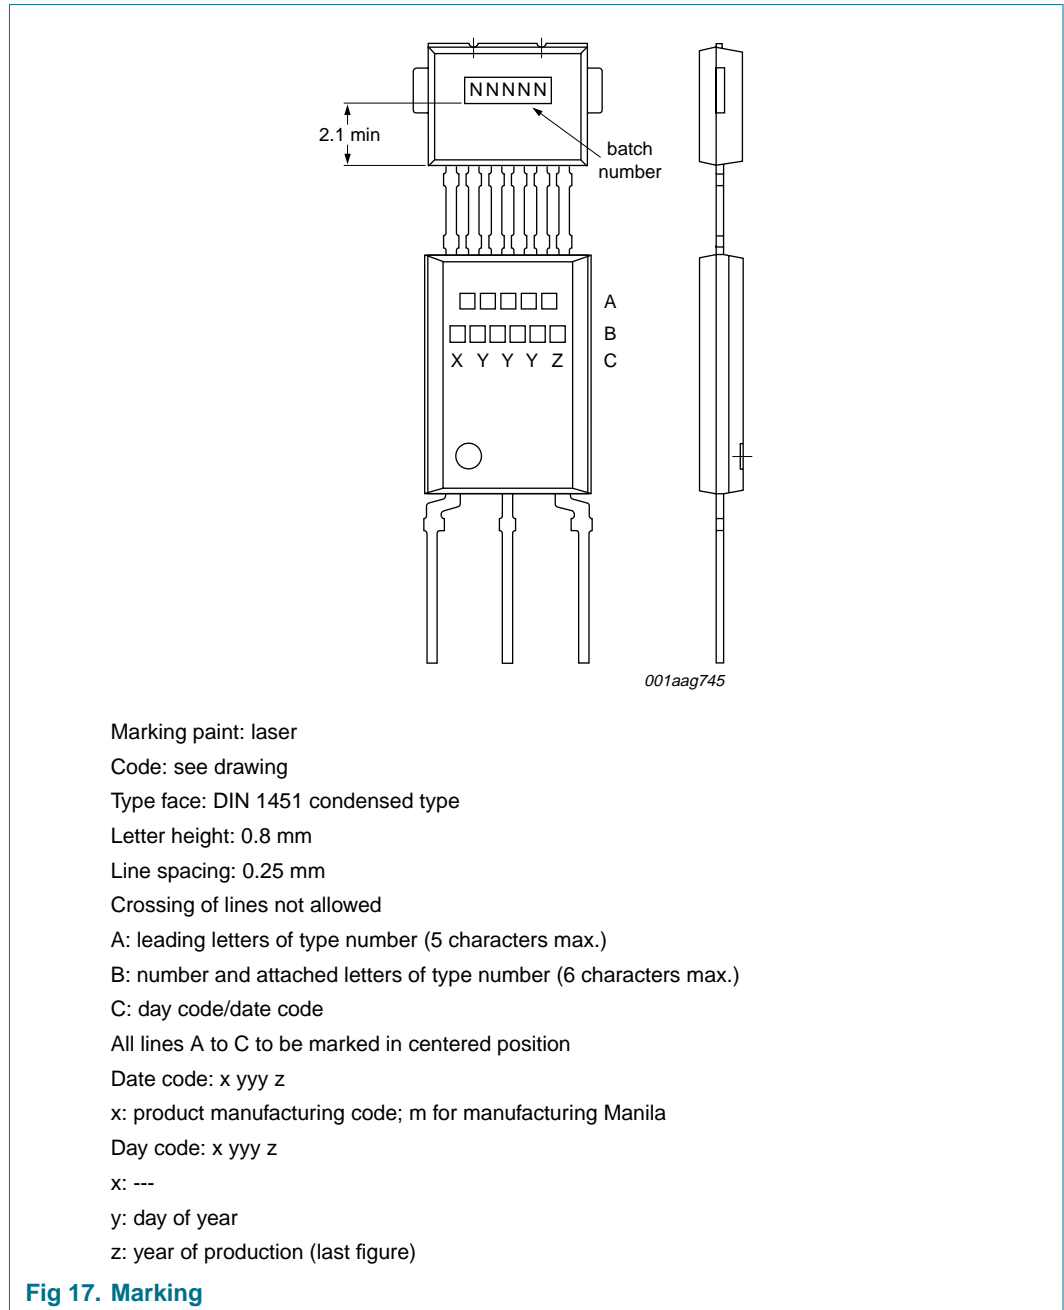 NNNNN
2.1 min
batch
number
A
B
X Y Y Y Z C
001aag745
Marking paint: laser
Code: see drawing
Type face: DIN 1451 condensed type
Letter height: 0.8 mm
Line spacing: 0.25 mm
Crossing of lines not allowed
A: leading letters of type number (5 characters max.)
B: number and attached letters of type number (6 characters max.)
C: day code/date code
All lines A to C to be marked in centered position
Date code: x yyy z
x: product manufacturing code; m for manufacturing Manila
Day code: x yyy z
x: ---
y: day of year
z: year of production (last figure)
Fig 17. Marking